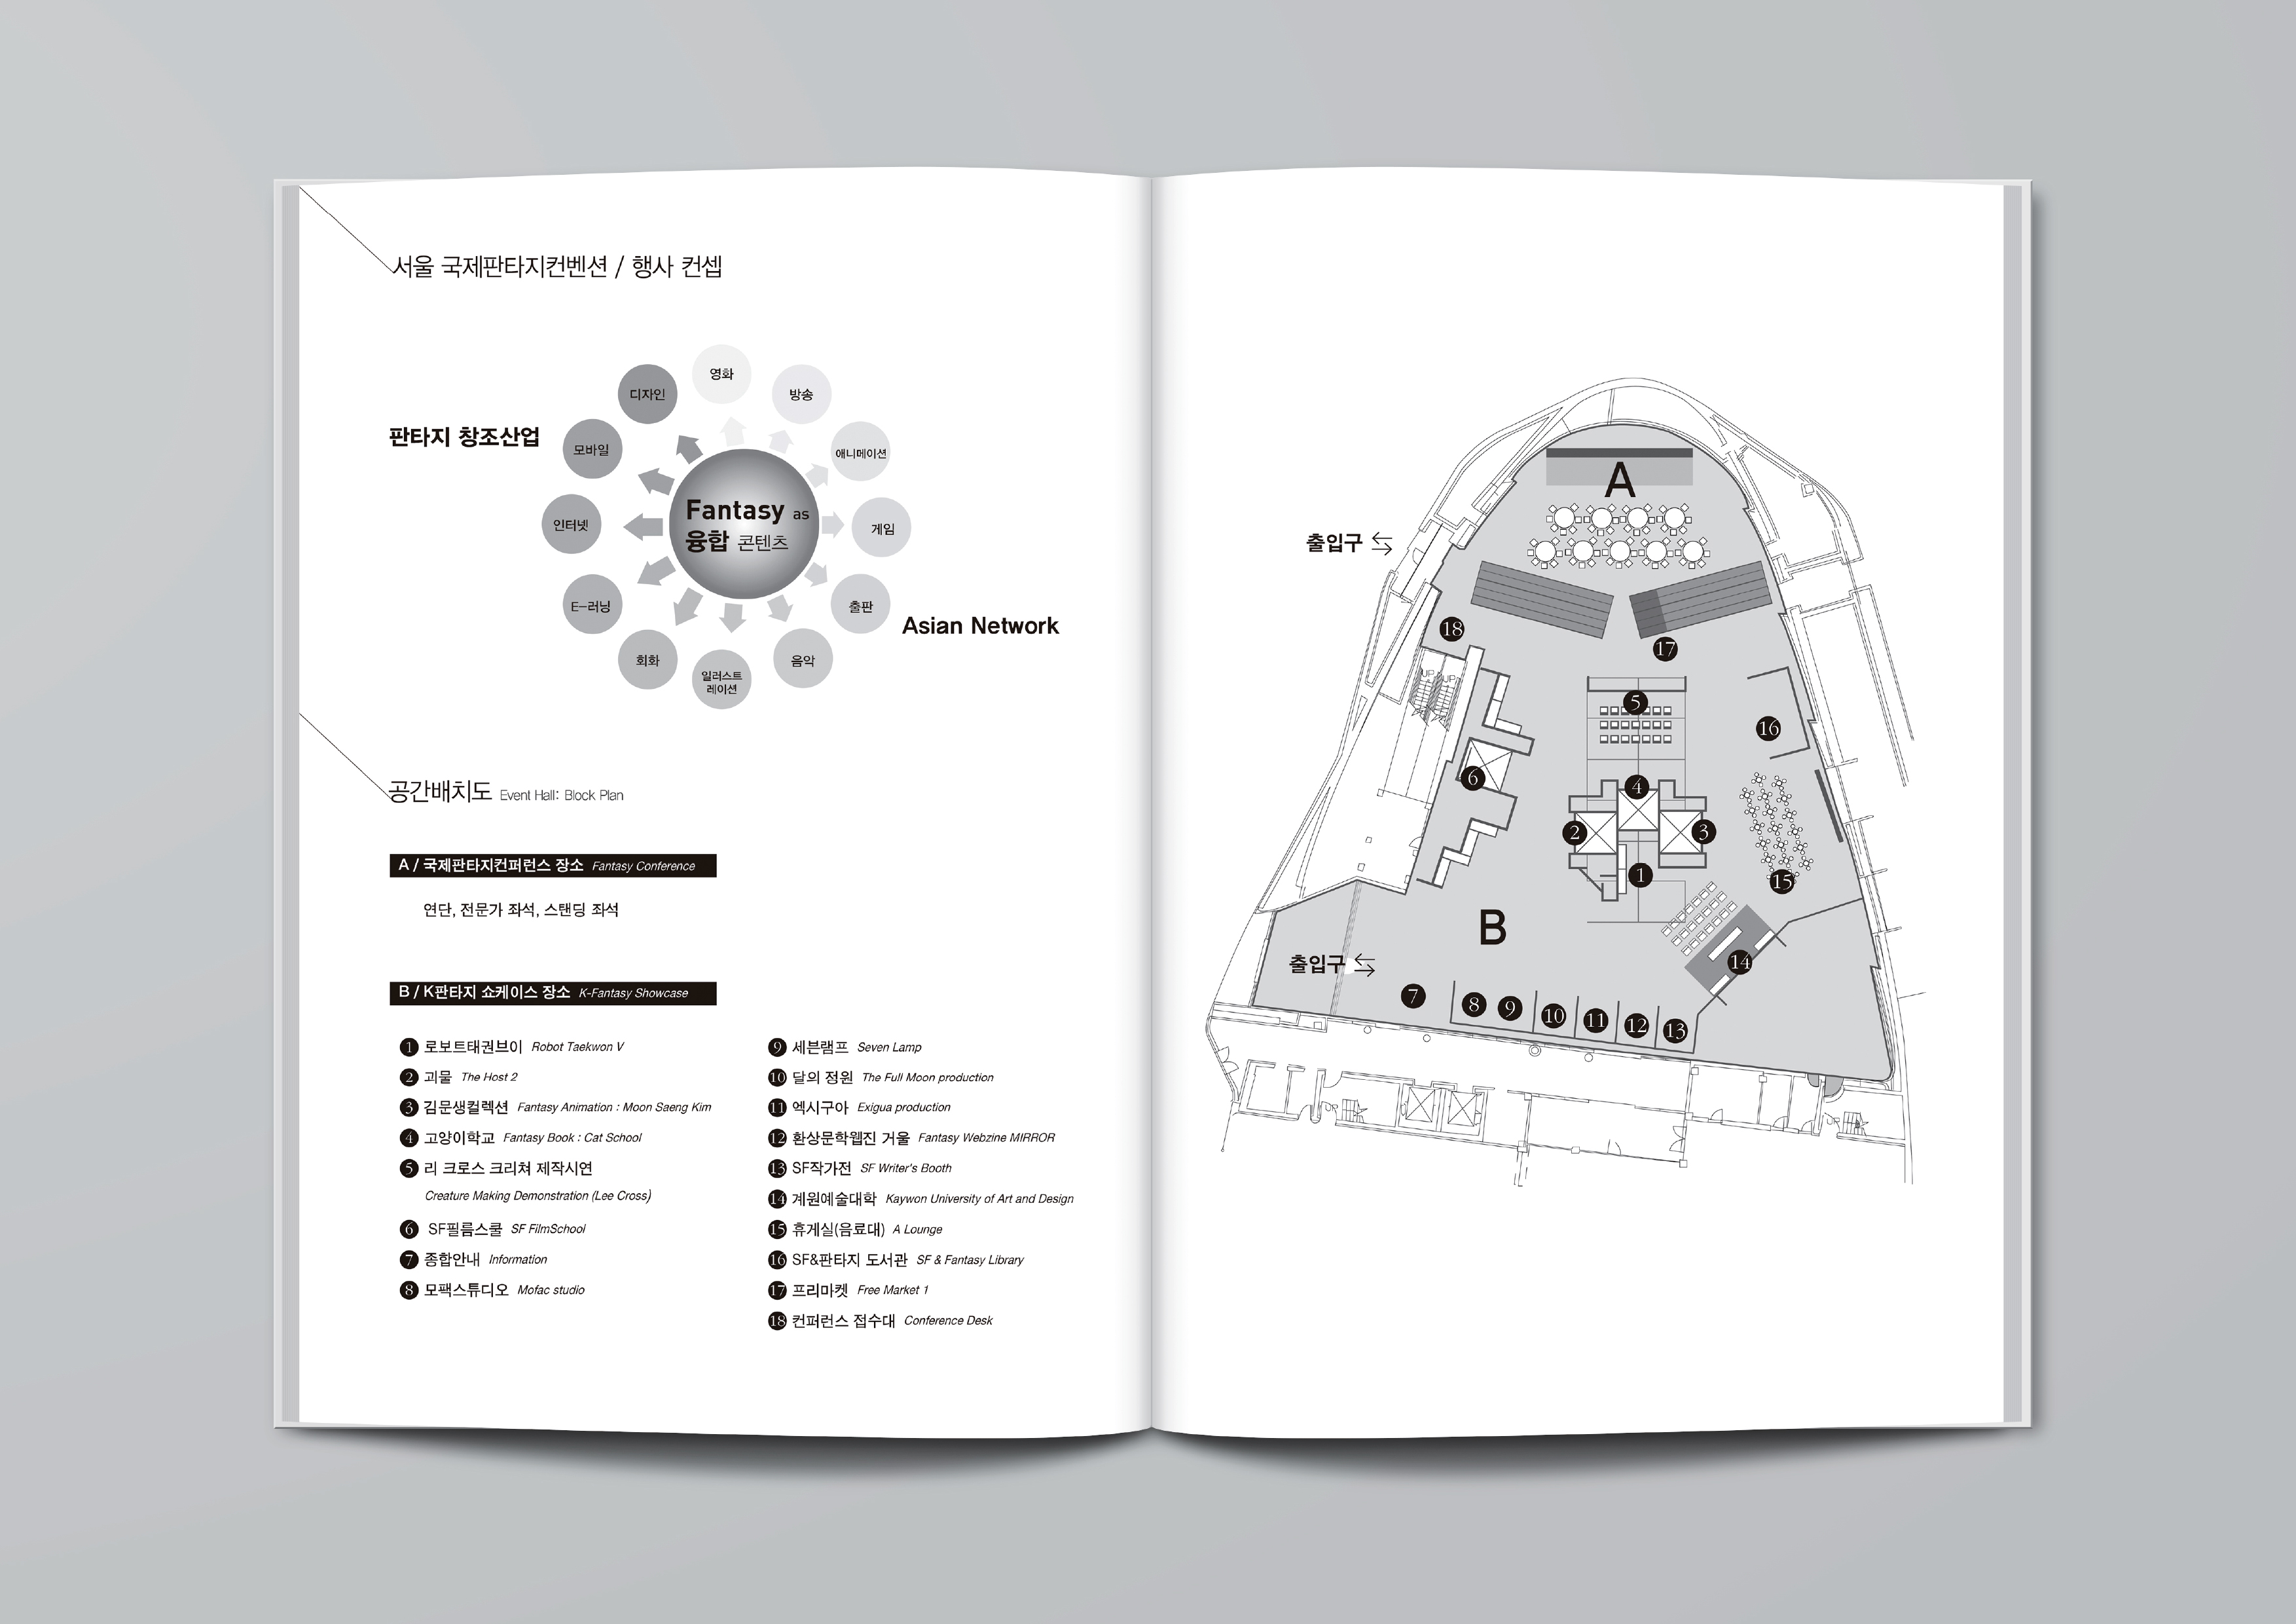 서울 국제판타지컨벤션 / 행사 컨셉
판타지 창조산업
영화
방송
애니메이션
게임
출판
음악
일러스트
레이션
회화
E-러닝
인터넷
모바일
디자인
Fantasy as
융합 콘텐츠
Asian Network
공간배치도 Event Hall: Block Plan
A / 국제판타지컨퍼런스 장소 Fantasy Conference
연단, 전문가 좌석, 스탠딩 좌석
B / K판타지 쇼케이스 장소 K-Fantasy Showcase
1 로보트태권브이 Robot Taekwon V
2 괴물 The Host 2
3 김문생컬렉션 Fantasy Animation : Moon Saeng Kim
4 고양이학교 Fantasy Book : Cat School
5 리 크로스 크리쳐 제작시연
Creature Making Demonstration (Lee Cross)
6 SF필름스쿨 SF FilmSchool
7 종합안내 Information
8 모팩스튜디오 Mofac studio
9 세븐램프 Seven Lamp
10 달의 정원 The Full Moon production
11 엑시구아 Exigua production
12 환상문학웹진 거울 Fantasy Webzine MIRROR
13 SF작가전 SF Writer's Booth
14 계원예술대학 Kaywon University of Art and Design
15 휴게실(음료대) A Lounge
16 SF&판타지 도서관 SF & Fantasy Library
17 프리마켓 Free Market 1
18 컨퍼런스 접수대 Conference Desk
A
출입구
18
17
5
16
6
4
2
3
1
15
B
14
출입구
7
8
9
10
11
12
13